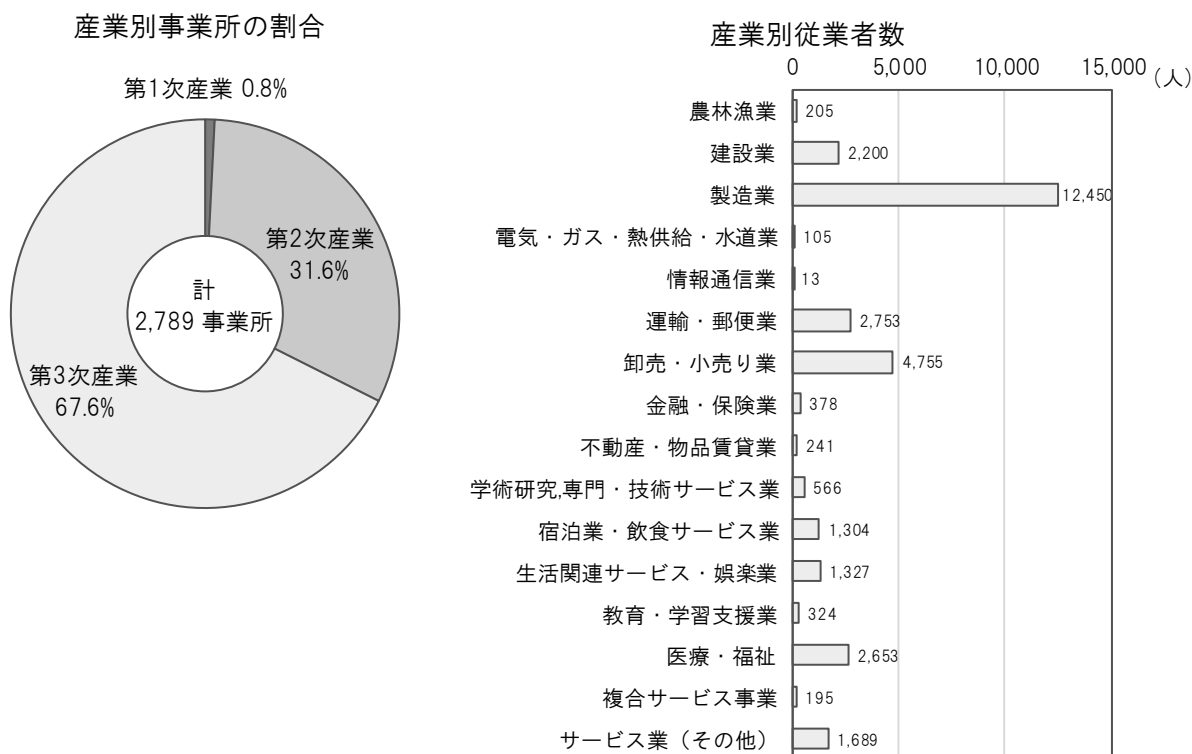 産業別事業所の割合
第1次産業 0.8%
第2次産業
31.6%
計
2,789 事業所
第3次産業
67.6%
産業別従業者数
0 5,000 10,000 15,000 (人)
農林漁業 205
建設業 2,200
製造業 12,450
電気・ガス・熱供給・水道業 105
情報通信業 13
運輸・郵便業 2,753
卸売・小売り業 4,755
金融・保険業 378
不動産・物品賃貸業 241
学術研究,専門・技術サービス業 566
宿泊業・飲食サービス業 1,304
生活関連サービス・娯楽業 1,327
教育・学習支援業 324
医療・福祉 2,653
複合サービス事業 195
サービス業（その他） 1,689